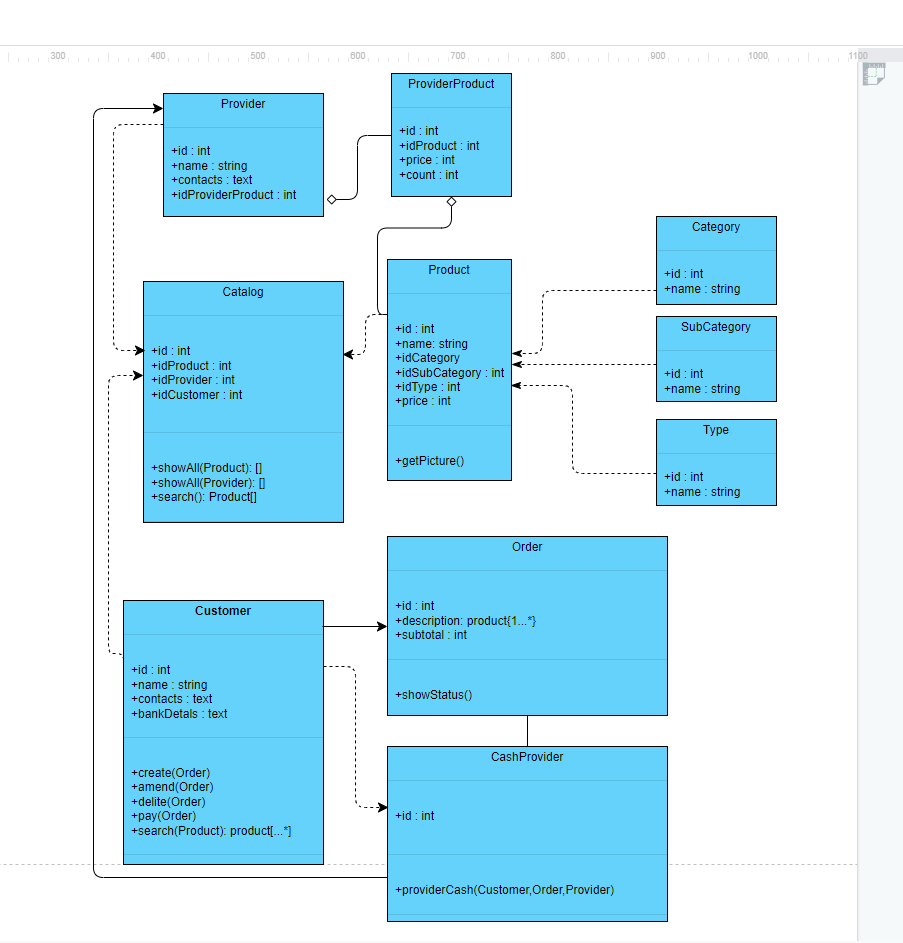 300 400 500 600 700 800 900 1000 1100
ProviderProduct
+id : int
+idProduct : int
+price : int
+count : int
Provider
+id : int
+name : string
+contacts : text
+idProviderProduct : int
Category
+id : int
+name : string
Product
+id : int
+name: string
+idCategory
+idSubCategory : int
+idType : int
+price : int
+getPicture()
Catalog
+id : int
+idProduct : int
+idProvider : int
+idCustomer : int
+showAll(Product): []
+showAll(Provider): []
+search(): Product[]
SubCategory
+id : int
+name : string
Type
+id : int
+name : string
Order
+id : int
+description: product{1...*}
+subtotal : int
+showStatus()
Customer
+id : int
+name : string
+contacts : text
+bankDetals : text
+create(Order)
+amend(Order)
+delite(Order)
+pay(Order)
+search(Product): product[...*]
CashProvider
+id : int
+providerCash(Customer,Order,Provider)